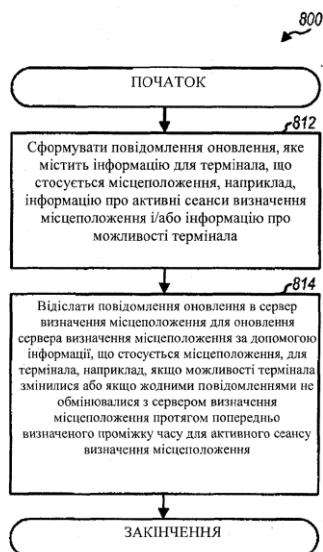 800
ПОЧАТОК
812
Сформувати повідомлення оновлення, яке
містить інформацію для термінала, що
стосується місцеположення, наприклад,
інформацію про активні сеанси визначення
місцеположення і/або інформацію про
можливості термінала
814
Відіслати повідомлення оновлення в сервер
визначення місцеположення для оновлення
сервера визначення місцеположення за допомогою
інформації, що стосується місцеположення, для
термінала, наприклад, якщо можливості термінала
змінилися або якщо жодними повідомленнями не
обмінювалися з сервером визначення
місцеположення протягом попередньо
визначеного проміжку часу для активного сеансу
визначення місцеположення
ЗАКІНЧЕННЯ